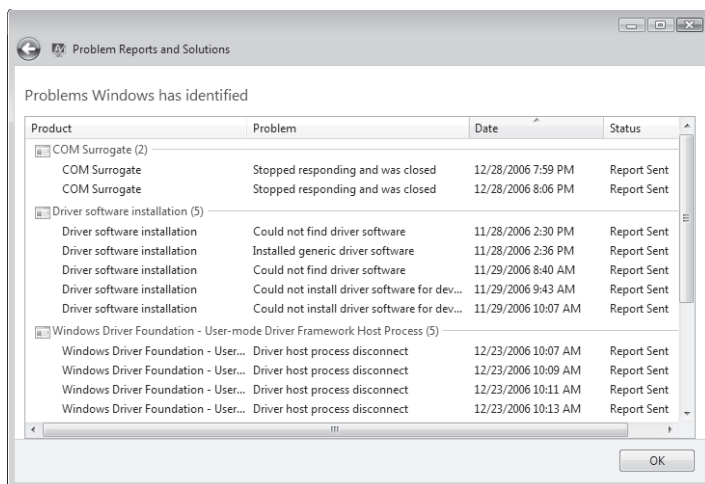 Problem Reports and Solutions
Problems Windows has identified
Product Problem Date Status
COM Surrogate (2)
COM Surrogate Stopped responding and was closed 12/28/2006 7:59 PM Report Sent
COM Surrogate Stopped responding and was closed 12/28/2006 8:06 PM Report Sent
Driver software installation (5)
Driver software installation Could not find driver software 11/28/2006 2:30 PM Report Sent
Driver software installation Installed generic driver software 11/28/2006 2:36 PM Report Sent
Driver software installation Could not find driver software 11/29/2006 8:40 AM Report Sent
Driver software installation Could not install driver software for dev... 11/29/2006 9:43 AM Report Sent
Driver software installation Could not install driver software for dev... 11/29/2006 10:07 AM Report Sent
Windows Driver Foundation - User-mode Driver Framework Host Process (5)
Windows Driver Foundation - User... Driver host process disconnect 12/23/2006 10:07 AM Report Sent
Windows Driver Foundation - User... Driver host process disconnect 12/23/2006 10:09 AM Report Sent
Windows Driver Foundation - User... Driver host process disconnect 12/23/2006 10:11 AM Report Sent
Windows Driver Foundation - User... Driver host process disconnect 12/23/2006 10:13 AM Report Sent
OK